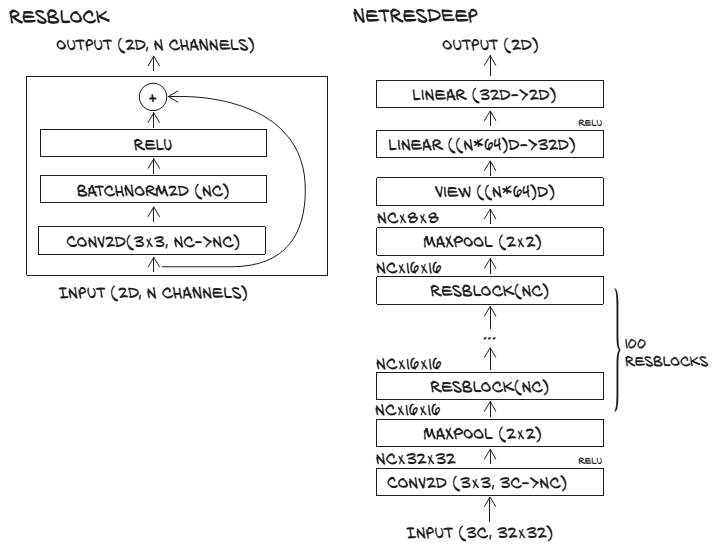 RESBLOCK
OUTPUT (2D, N CHANNELS)
+
RELU
BATCHNORM2D (NC)
CONV2D(3X3, NC->NC)
INPUT (2D, N CHANNELS)
NETRESDEEP
OUTPUT (2D)
LINEAR (32D->2D)
RELU
LINEAR ((N*64)D->32D)
VIEW ((N*64)D)
NCX8X8
MAXPOOL (2X2)
NCX16X16
RESBLOCK(NC)
...
100
RESBLOCKS
NCX16X16
RESBLOCK(NC)
NCX16X16
MAXPOOL (2X2)
NCX32X32
RELU
CONV2D (3X3, 3C->NC)
INPUT (3C, 32X32)